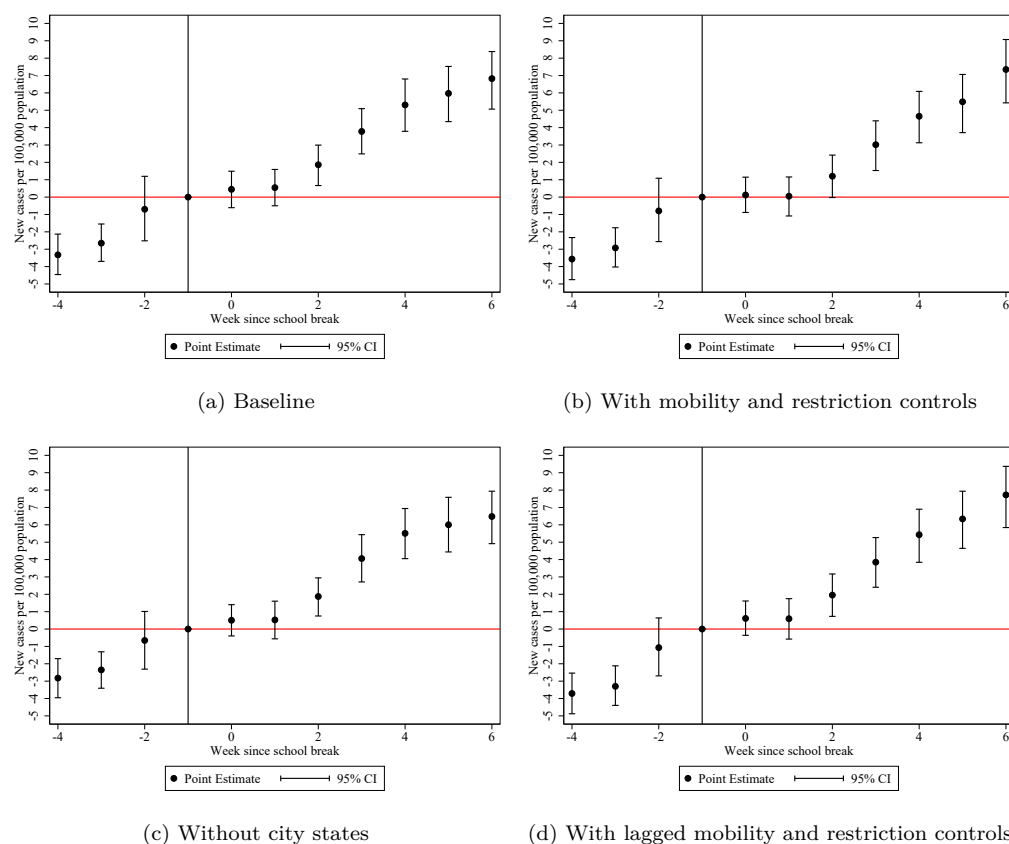 New cases per 100,000 population
-5 -4 -3 -2 -1 0 1 2 3 4 5 6 7 8 9 10
-4 -2 0 2 4 6
Week since school break
Point Estimate 95% CI
(a) Baseline
New cases per 100,000 population
-5 -4 -3 -2 -1 0 1 2 3 4 5 6 7 8 9 10
-4 -2 0 2 4 6
Week since school break
Point Estimate 95% CI
(b) With mobility and restriction controls
New cases per 100,000 population
-5 -4 -3 -2 -1 0 1 2 3 4 5 6 7 8 9 10
-4 -2 0 2 4 6
Week since school break
Point Estimate 95% CI
(c) Without city states
New cases per 100,000 population
-5 -4 -3 -2 -1 0 1 2 3 4 5 6 7 8 9 10
-4 -2 0 2 4 6
Week since school break
Point Estimate 95% CI
(d) With lagged mobility and restriction controls